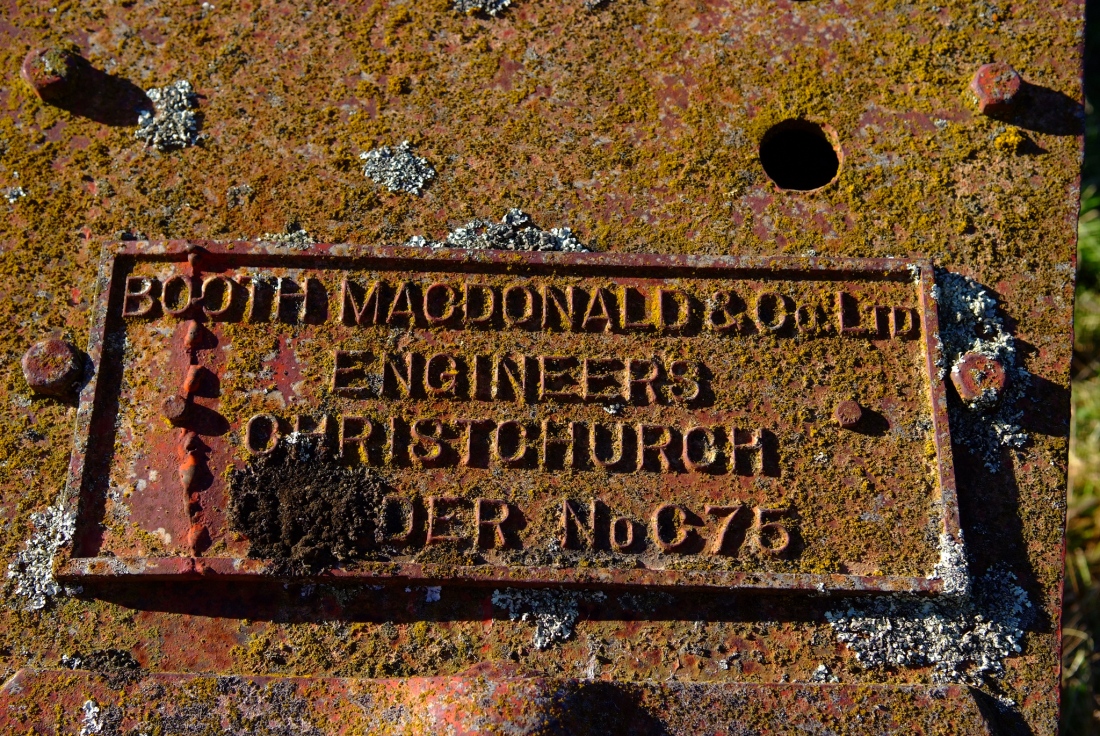 BOOTH MACDONALD & Co. LTD
ENGINEERS
CHRISTCHURCH
DER No C75